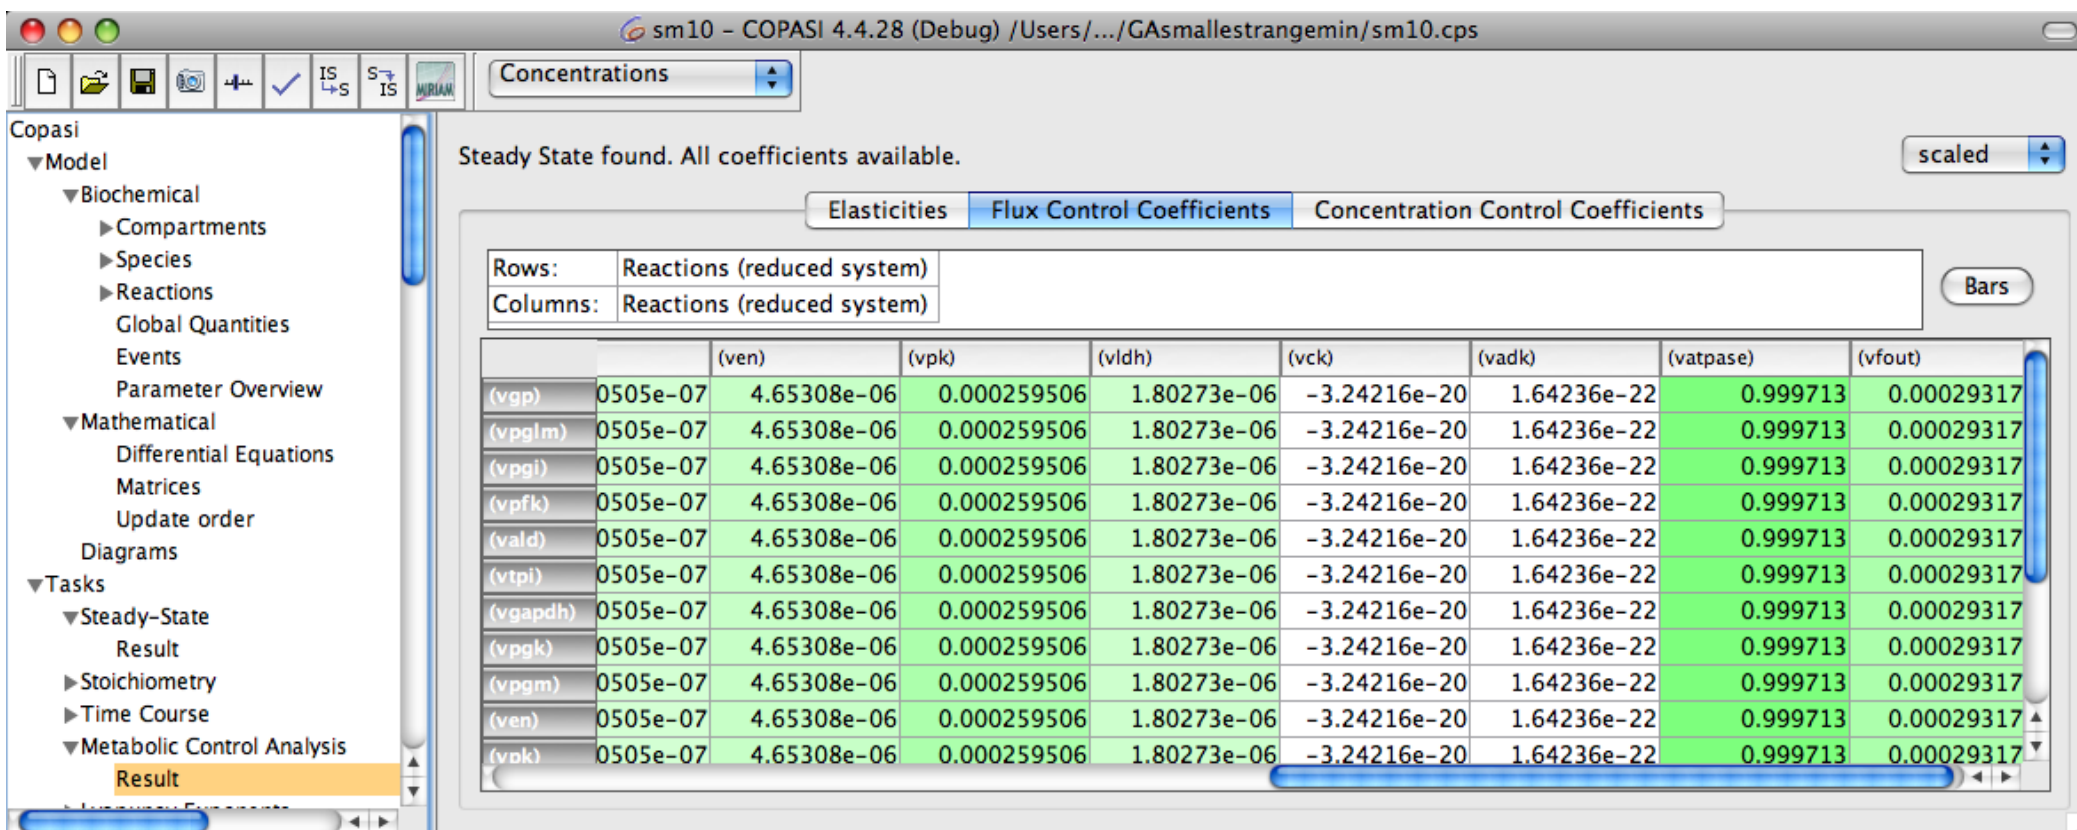 sm10 - COPASI 4.4.28 (Debug) /Users/.../GAsmallestrangemin/sm10.cps
IS S S IS MIRIAM Concentrations
Copasi
Model
Biochemical
Compartments
Species
Reactions
Global Quantities
Events
Parameter Overview
Mathematical
Differential Equations
Matrices
Update order
Diagrams
Tasks
Steady-State
Result
Stoichiometry
Time Course
Metabolic Control Analysis
Result
Steady State found. All coefficients available. scaled
Elasticities Flux Control Coefficients Concentration Control Coefficients
Rows: Reactions (reduced system)
Columns: Reactions (reduced system)
Bars
(ven) (vpk) (vldh) (vck) (vadk) (vatpase) (vfout)
(vgp) 0505e-07 4.65308e-06 0.000259506 1.80273e-06 -3.24216e-20 1.64236e-22 0.999713 0.00029317
(vpglm) 0505e-07 4.65308e-06 0.000259506 1.80273e-06 -3.24216e-20 1.64236e-22 0.999713 0.00029317
(vpgi) 0505e-07 4.65308e-06 0.000259506 1.80273e-06 -3.24216e-20 1.64236e-22 0.999713 0.00029317
(vpfk) 0505e-07 4.65308e-06 0.000259506 1.80273e-06 -3.24216e-20 1.64236e-22 0.999713 0.00029317
(vald) 0505e-07 4.65308e-06 0.000259506 1.80273e-06 -3.24216e-20 1.64236e-22 0.999713 0.00029317
(vtpi) 0505e-07 4.65308e-06 0.000259506 1.80273e-06 -3.24216e-20 1.64236e-22 0.999713 0.00029317
(vgapdh) 0505e-07 4.65308e-06 0.000259506 1.80273e-06 -3.24216e-20 1.64236e-22 0.999713 0.00029317
(vpgk) 0505e-07 4.65308e-06 0.000259506 1.80273e-06 -3.24216e-20 1.64236e-22 0.999713 0.00029317
(vpgm) 0505e-07 4.65308e-06 0.000259506 1.80273e-06 -3.24216e-20 1.64236e-22 0.999713 0.00029317
(ven) 0505e-07 4.65308e-06 0.000259506 1.80273e-06 -3.24216e-20 1.64236e-22 0.999713 0.00029317
(vpk) 0505e-07 4.65308e-06 0.000259506 1.80273e-06 -3.24216e-20 1.64236e-22 0.999713 0.00029317